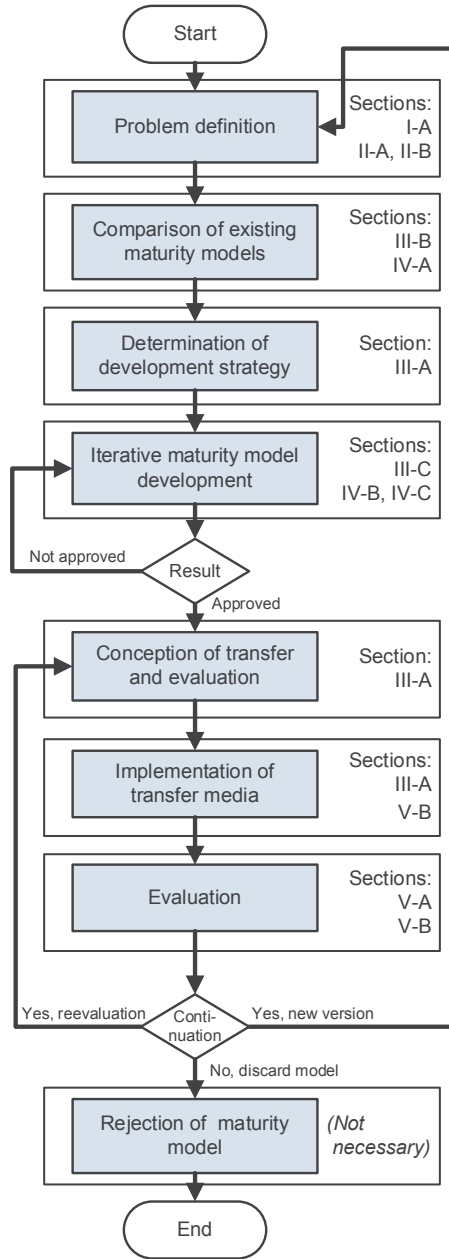 Start
Problem definition
Sections:
I-A
II-A, II-B
Comparison of existing
maturity models
Sections:
III-B
IV-A
Determination of
development strategy
Section:
III-A
Iterative maturity model
development
Sections:
III-C
IV-B, IV-C
Not approved
Result
Approved
Conception of transfer
and evaluation
Section:
III-A
Implementation of
transfer media
Sections:
III-A
V-B
Evaluation
Sections:
V-A
V-B
Yes, reevaluation
Conti-
nuation
Yes, new version
No, discard model
Rejection of maturity
model
(Not
necessary)
End